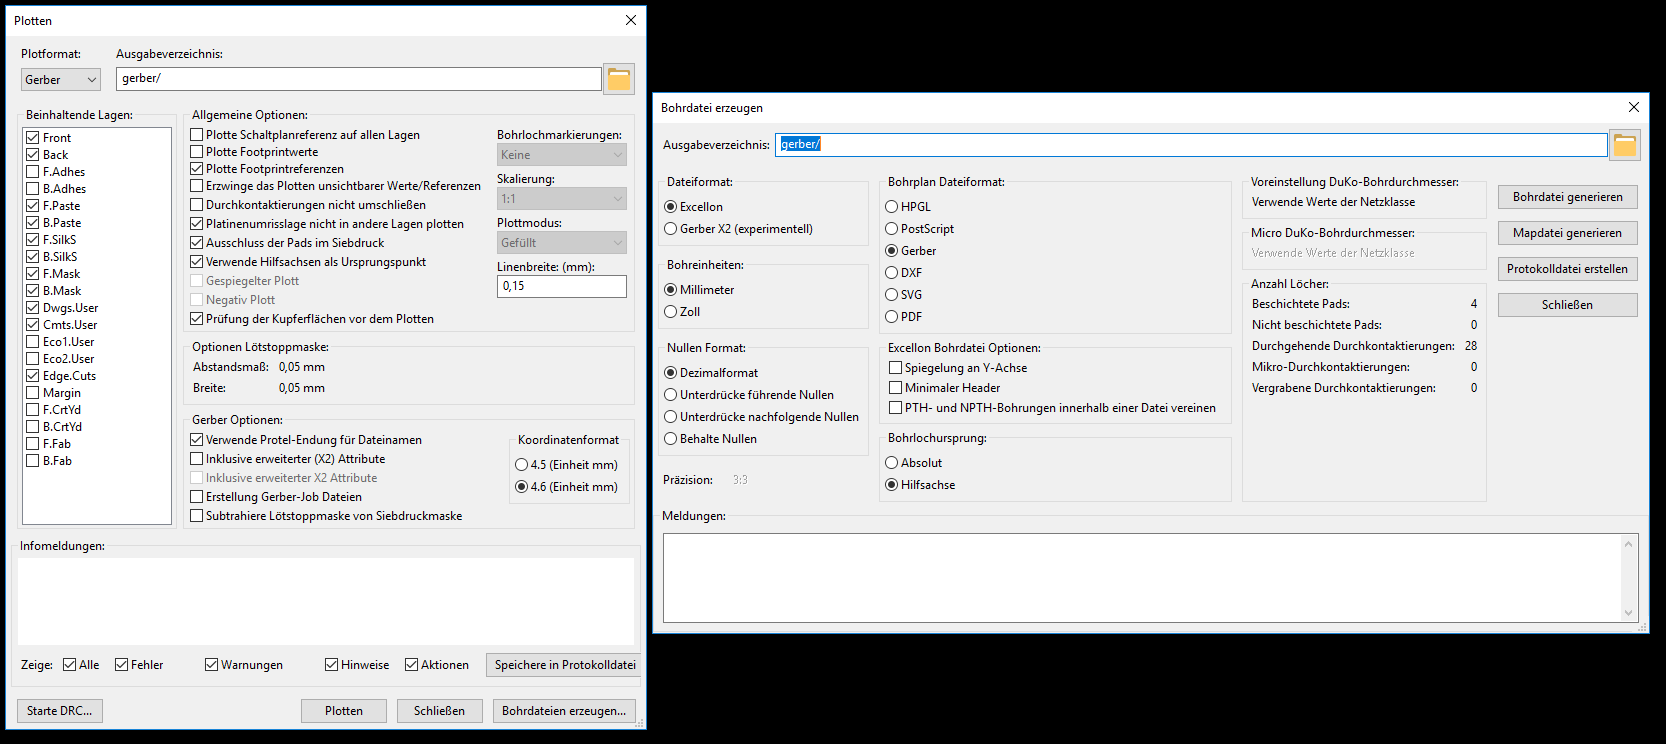 Plotten
Plotformat:
Ausgabeverzeichnis:
Gerber
gerber/
Beinhaltende Lagen:
Front
Back
F.Adhes
B.Adhes
F.Paste
B.Paste
F.SilkS
B.SilkS
F.Mask
B.Mask
Dwgs.User
Cmts.User
Eco1.User
Eco2.User
Edge.Cuts
Margin
F.CrtYd
B.CrtYd
F.Fab
B.Fab
Allgemeine Optionen:
Plotte Schaltplanreferenz auf allen Lagen
Plotte Footprintwerte
Plotte Footprintreferenzen
Erzwinge das Plotten unsichtbarer Werte/Referenzen
Durchkontaktierungen nicht umschließen
Platinenumrisslage nicht in andere Lagen plotten
Ausschluss der Pads im Siebdruck
Verwende Hilfsachsen als Ursprungspunkt
Gespiegelter Plott
Negativ Plott
Prüfung der Kupferflächen vor dem Plotten
Bohrlochmarkierungen:
Keine
Skalierung:
1:1
Plottmodus:
Gefüllt
Linenbreite: (mm):
0,15
Optionen Lötstoppmaske:
Abstandsmaß: 0,05 mm
Breite: 0,05 mm
Gerber Optionen:
Verwende Protel-Endung für Dateinamen
Inklusive erweiterter (X2) Attribute
Inklusive erweiterter X2 Attribute
Erstellung Gerber-Job Dateien
Subtrahiere Lötstoppmaske von Siebdruckmaske
Koordinatenformat
4.5 (Einheit mm)
4.6 (Einheit mm)
Infomeldungen:
Zeige: Alle Fehler Warnungen Hinweise Aktionen Speichere in Protokolldatei
Starte DRC... Plotten Schließen Bohrdateien erzeugen...
Bohrdatei erzeugen
Ausgabeverzeichnis: gerber/
Dateiformat:
Excellon
Gerber X2 (experimentell)
Bohreinheiten:
Millimeter
Zoll
Nullen Format:
Dezimalformat
Unterdrücke führende Nullen
Unterdrücke nachfolgende Nullen
Behalte Nullen
Präzision: 3:3
Bohrplan Dateiformat:
HPGL
PostScript
Gerber
DXF
SVG
PDF
Excellon Bohrdatei Optionen:
Spiegelung an Y-Achse
Minimaler Header
PTH- und NPTH-Bohrungen innerhalb einer Datei vereinen
Bohrlochursprung:
Absolut
Hilfsachse
Voreinstellung DuKo-Bohrdurchmesser:
Verwende Werte der Netzklasse
Micro DuKo-Bohrdurchmesser:
Verwende Werte der Netzklasse
Anzahl Löcher:
Beschichtete Pads: 4
Nicht beschichtete Pads: 0
Durchgehende Durchkontaktierungen: 28
Mikro-Durchkontaktierungen: 0
Vergrabene Durchkontaktierungen: 0
Bohrdatei generieren
Mapdatei generieren
Protokolldatei erstellen
Schließen
Meldungen: